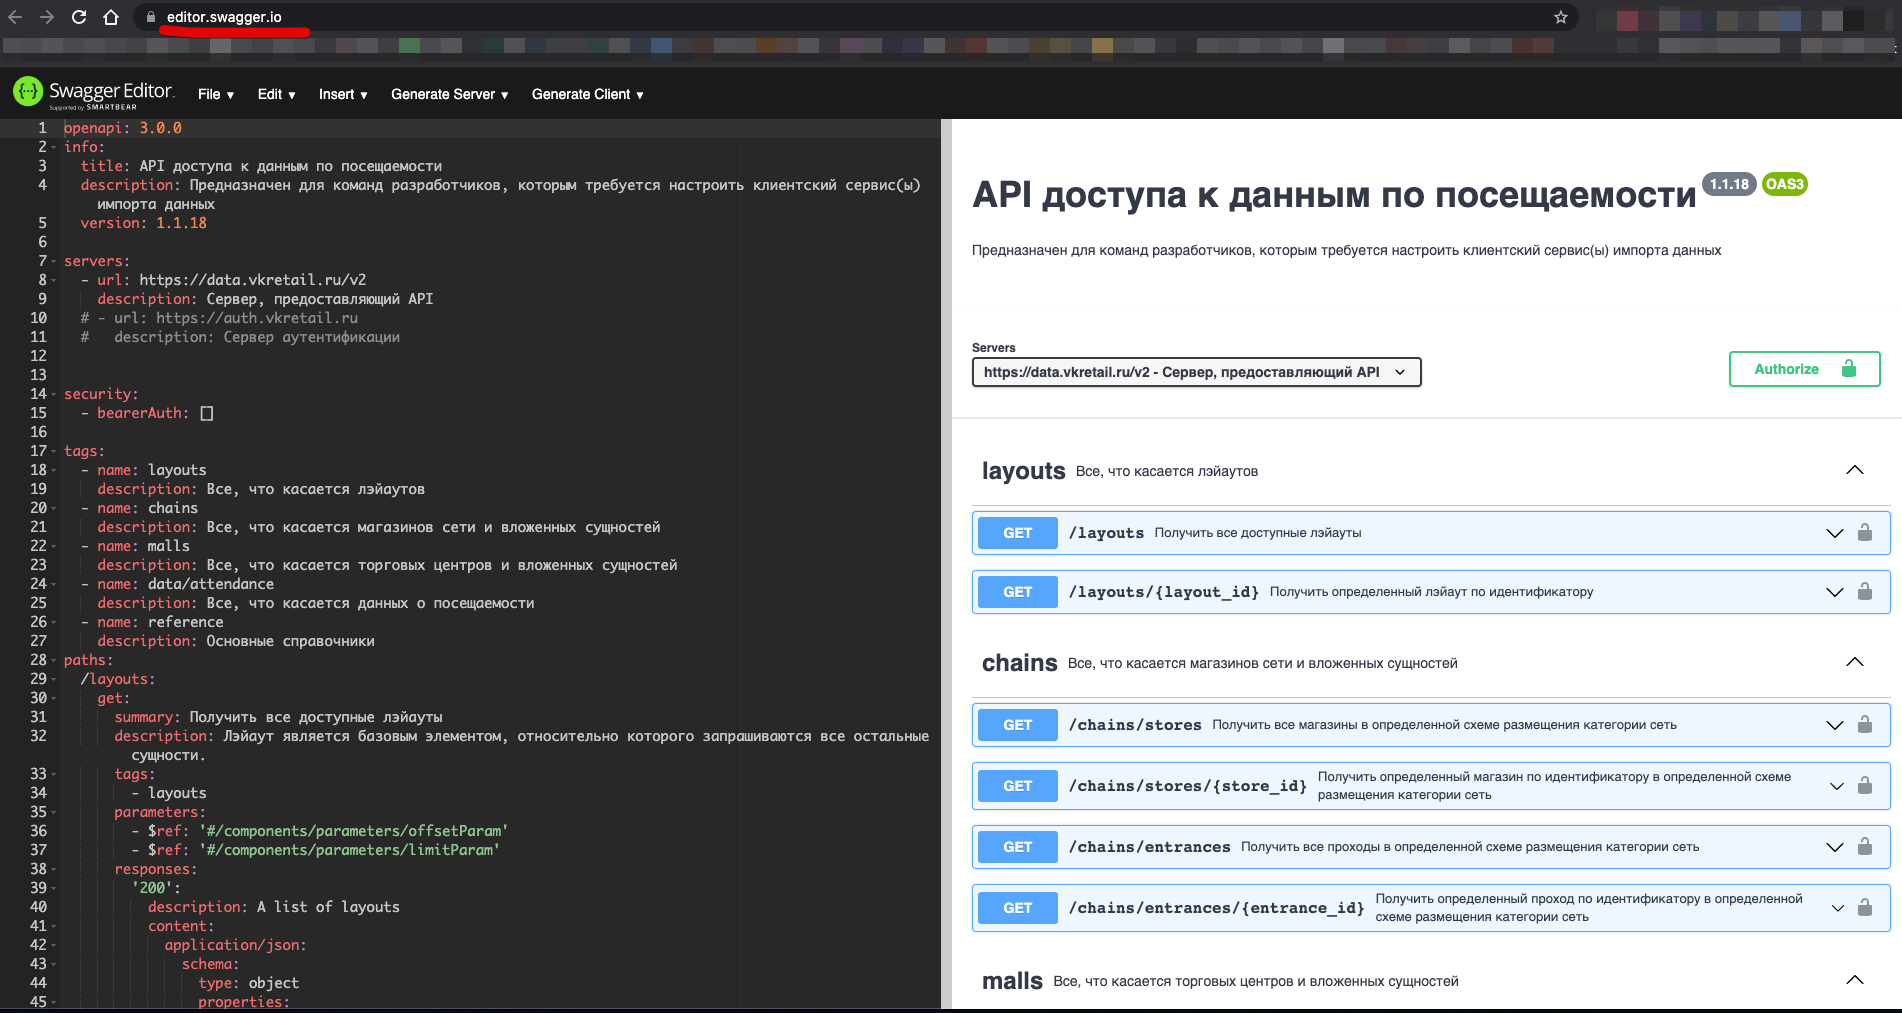 editor.swagger.io
Swagger Editor.
Supported by SMARTBEAR
File ▾ Edit ▾ Insert ▾ Generate Server ▾ Generate Client ▾
1 openapi: 3.0.0
2 info:
3 title: API доступа к данным по посещаемости
4 description: Предназначен для команд разработчиков, которым требуется настроить клиентский сервис(ы)
импорта данных
5 version: 1.1.18
6
7 servers:
8 - url: https://data.vkretail.ru/v2
9 description: Сервер, предоставляющий API
10 # - url: https://auth.vkretail.ru
11 # description: Сервер аутентификации
12
13
14 security:
15 - bearerAuth: []
16
17 tags:
18 - name: layouts
19 description: Все, что касается лэйаутов
20 - name: chains
21 description: Все, что касается магазинов сети и вложенных сущностей
22 - name: malls
23 description: Все, что касается торговых центров и вложенных сущностей
24 - name: data/attendance
25 description: Все, что касается данных о посещаемости
26 - name: reference
27 description: Основные справочники
28 paths:
29 /layouts:
30 get:
31 summary: Получить все доступные лэйауты
32 description: Лэйаут является базовым элементом, относительно которого запрашиваются все остальные
сущности.
33 tags:
34 - layouts
35 parameters:
36 - $ref: '#/components/parameters/offsetParam'
37 - $ref: '#/components/parameters/limitParam'
38 responses:
39 '200':
40 description: A list of layouts
41 content:
42 application/json:
43 schema:
44 type: object
45 properties:
API доступа к данным по посещаемости 1.1.18 OAS3
Предназначен для команд разработчиков, которым требуется настроить клиентский сервис(ы) импорта данных
Servers
https://data.vkretail.ru/v2 - Сервер, предоставляющий API
Authorize
layouts Все, что касается лэйаутов
GET /layouts Получить все доступные лэйауты
GET /layouts/{layout_id} Получить определенный лэйаут по идентификатору
chains Все, что касается магазинов сети и вложенных сущностей
GET /chains/stores Получить все магазины в определенной схеме размещения категории сеть
GET /chains/stores/{store_id} Получить определенный магазин по идентификатору в определенной схеме
размещения категории сеть
GET /chains/entrances Получить все проходы в определенной схеме размещения категории сеть
GET /chains/entrances/{entrance_id} Получить определенный проход по идентификатору в определенной
схеме размещения категории сеть
malls Все, что касается торговых центров и вложенных сущностей